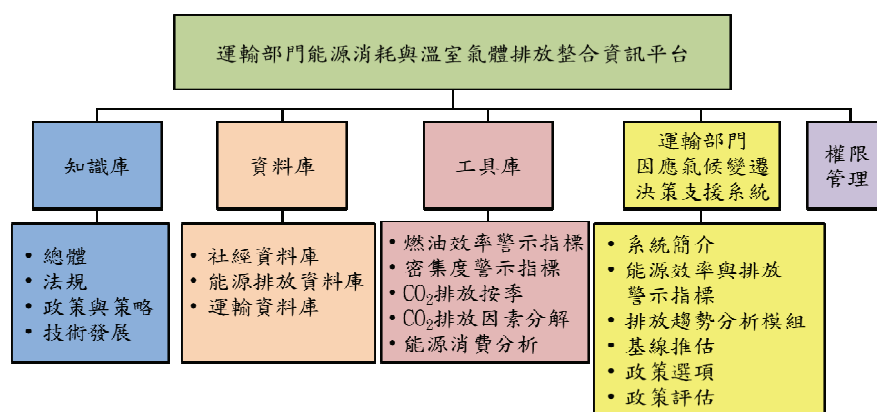 運輸部門能源消耗與溫室氣體排放整合資訊平台
知識庫
資料庫
工具庫
運輸部門
因應氣候變遷
決策支援系統
權限
管理
• 總體
• 法規
• 政策與策略
• 技術發展
• 社經資料庫
• 能源排放資料庫
• 運輸資料庫
• 燃油效率警示指標
• 密集度警示指標
• CO₂排放按季
• CO₂排放因素分解
• 能源消費分析
• 系統簡介
• 能源效率與排放
警示指標
• 排放趨勢分析模組
• 基線推估
• 政策選項
• 政策評估